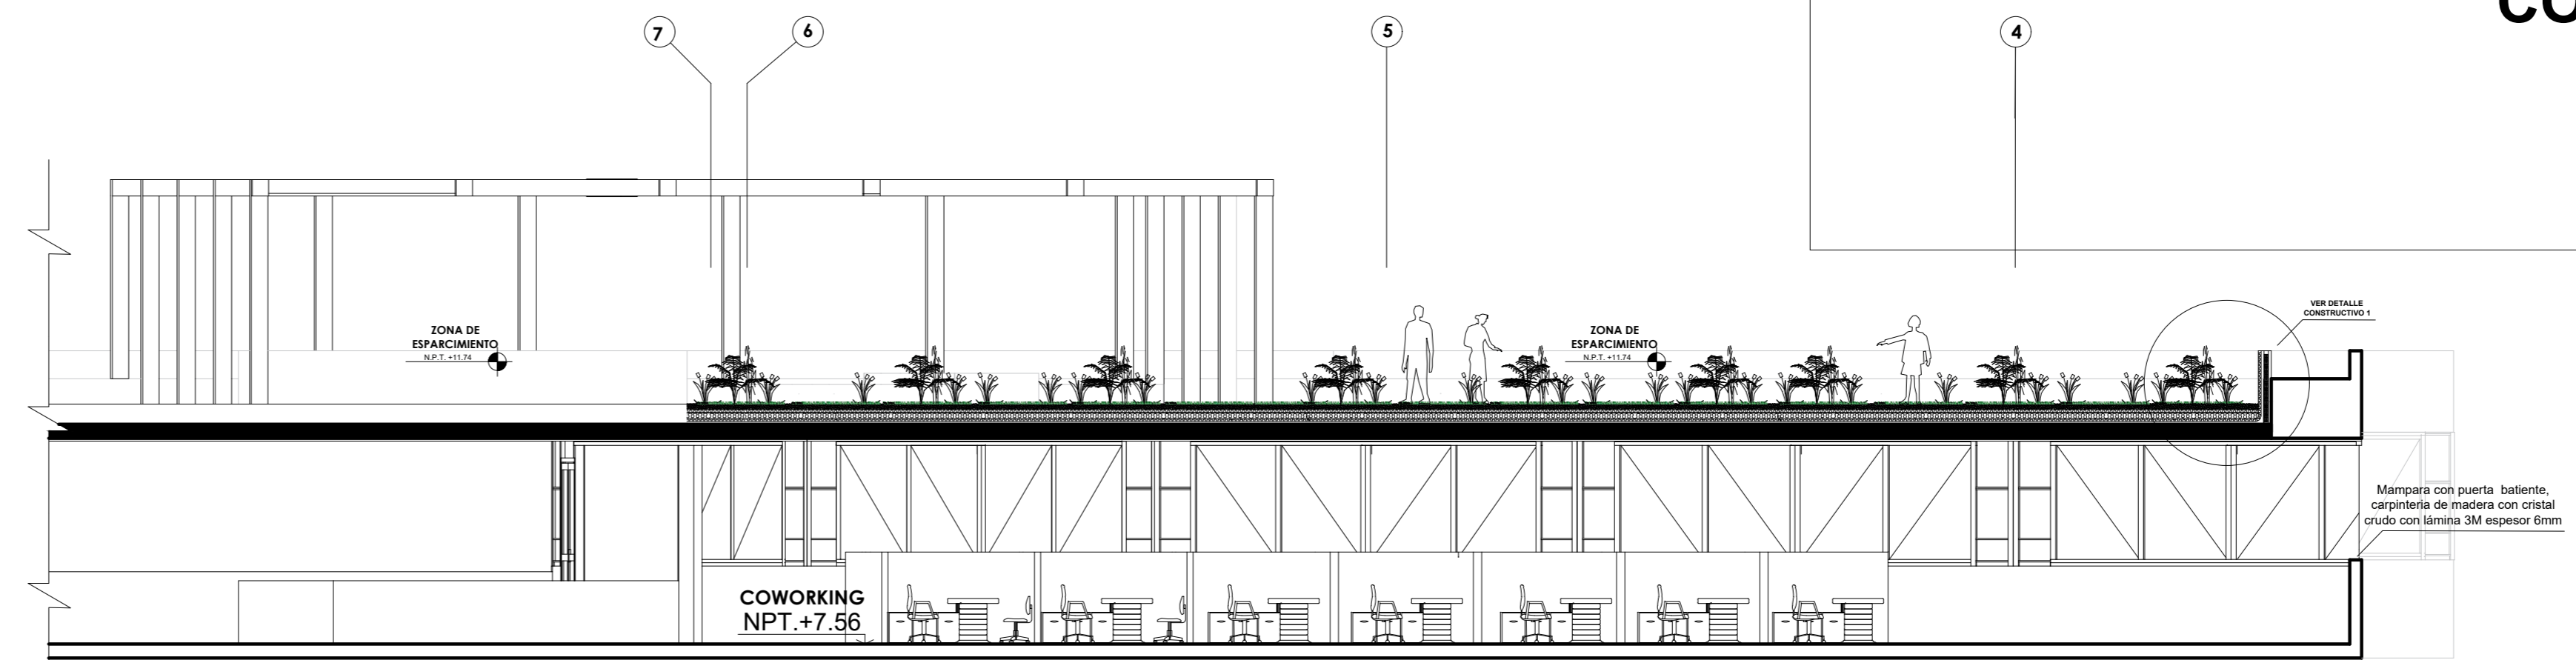 CO
7
6
5
4
VER DETALLE
CONSTRUCTIVO 1
ZONA DE
ESPARCIMIENTO
N.P.T. +11.74
ZONA DE
ESPARCIMIENTO
N.P.T. +11.74
Mampara con puerta batiente,
carpinteria de madera con cristal
crudo con lámina 3M espesor 6mm
COWORKING
NPT.+7.56